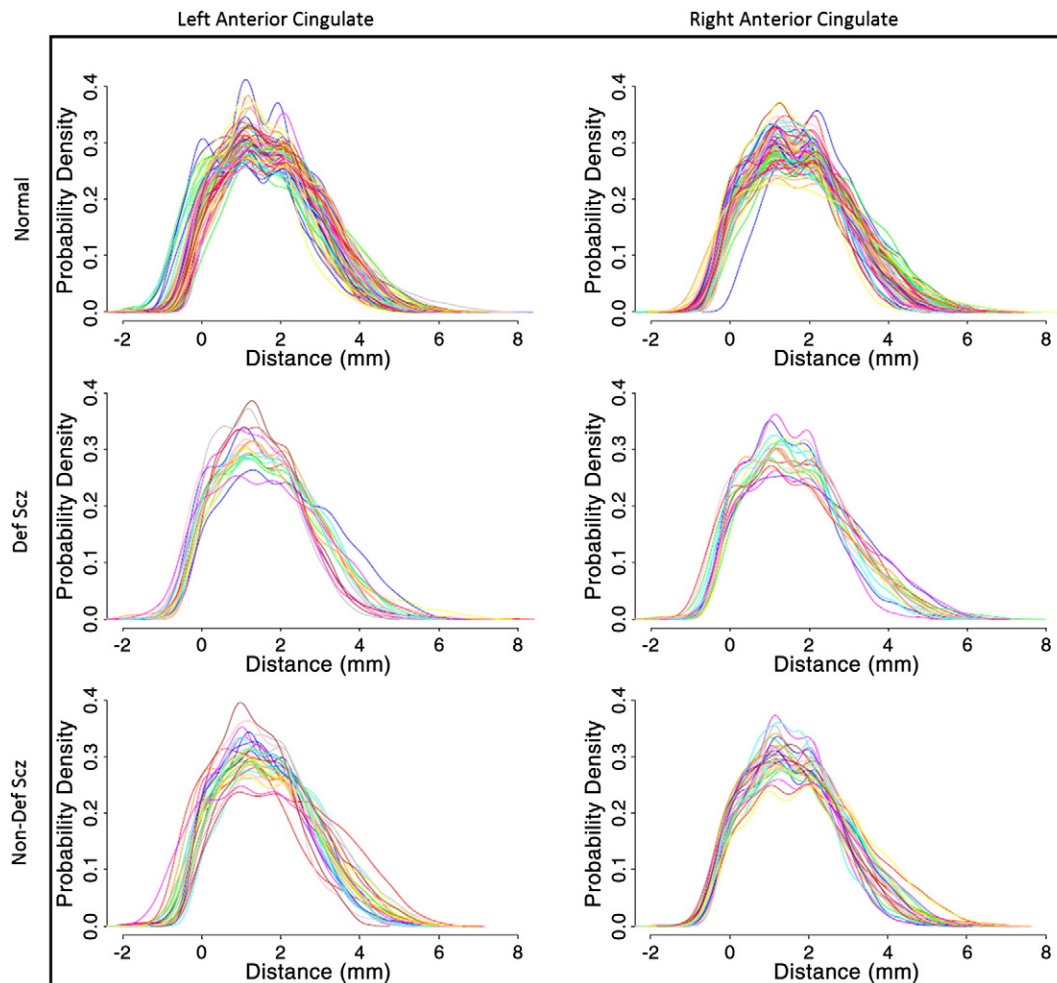 Left Anterior Cingulate
Right Anterior Cingulate
Normal
Probability Density
0.0 0.1 0.2 0.3 0.4
-2 0 2 4 6 8
Distance (mm)
Probability Density
0.0 0.1 0.2 0.3 0.4
-2 0 2 4 6 8
Distance (mm)
Def Scz
Probability Density
0.0 0.1 0.2 0.3 0.4
-2 0 2 4 6 8
Distance (mm)
Probability Density
0.0 0.1 0.2 0.3 0.4
-2 0 2 4 6 8
Distance (mm)
Non-Def Scz
Probability Density
0.0 0.1 0.2 0.3 0.4
-2 0 2 4 6 8
Distance (mm)
Probability Density
0.0 0.1 0.2 0.3 0.4
-2 0 2 4 6 8
Distance (mm)